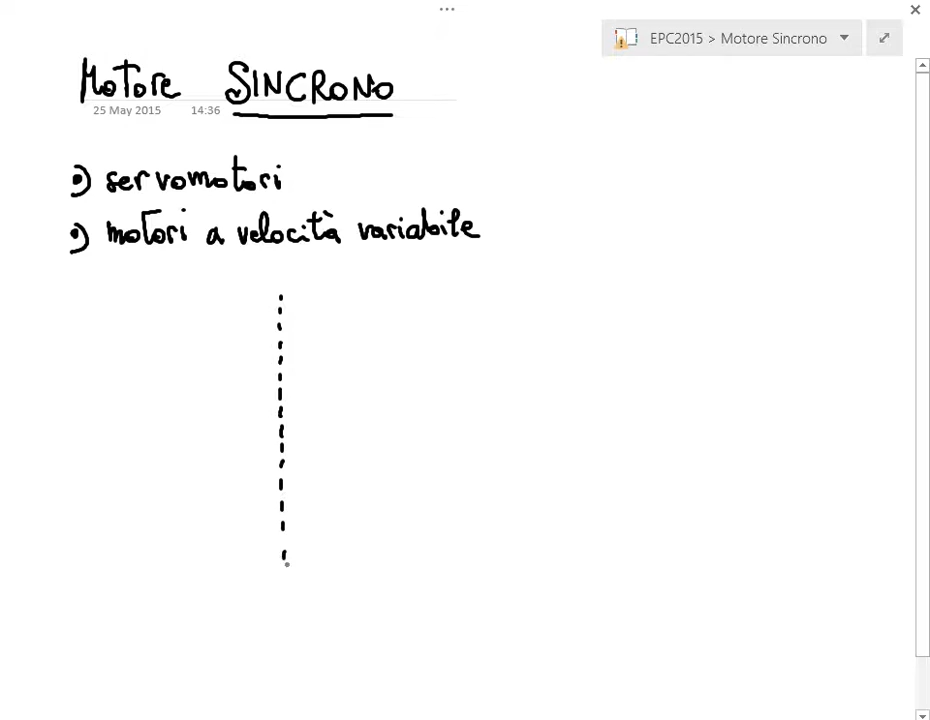 EPC2015 > Motore Sincrono
Motore SINCRONO
25 May 2015 14:36
servomotori
motori a velocità variabile